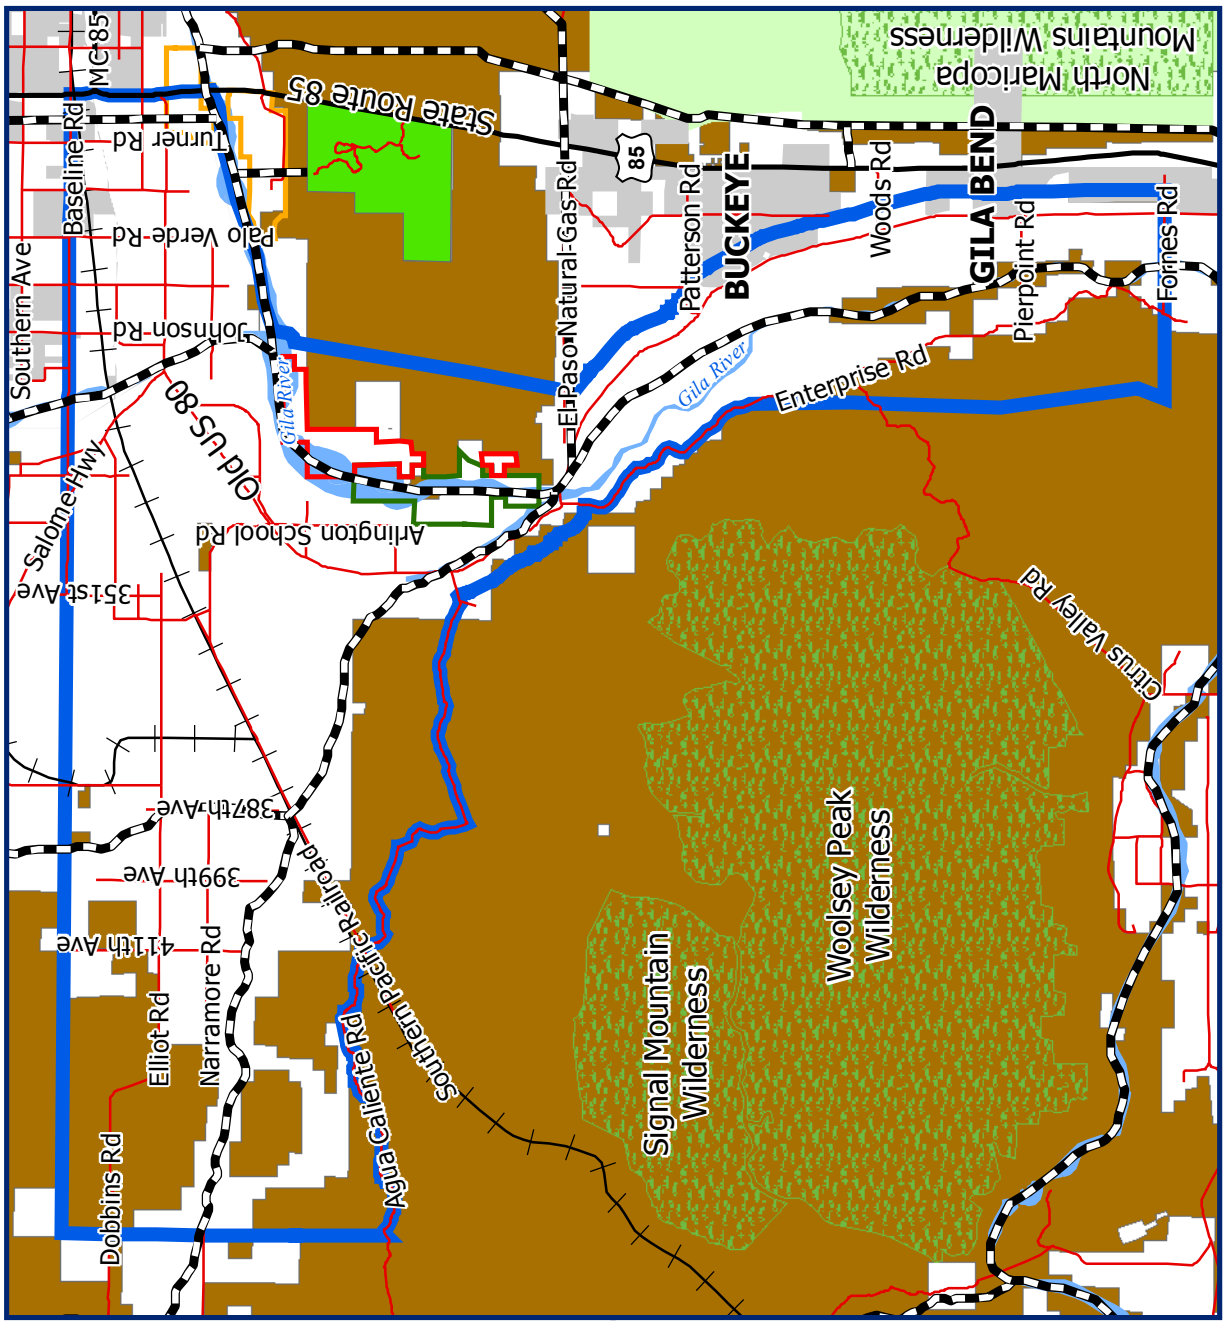 MC-85
State Route 85
North Maricopa
Mountains Wilderness
Turner Rd
Baseline Rd
85
Palo Verde Rd
Southern Ave
El Paso Natural Gas Rd
Patterson Rd
BUCKEYE
Woods Rd
GILA BEND
Pierpoint Rd
Fornes Rd
Johnson Rd
Old US 80
Gila River
Gila River
Enterprise Rd
Salome Hwy
Arlington School Rd
351st Ave
Citrus Valley Rd
387th Ave
399th Ave
411th Ave
Elliot Rd
Narramore Rd
Dobbins Rd
Southern Pacific Railroad
Agua Caliente Rd
Signal Mountain
Wilderness
Woolsey Peak
Wilderness